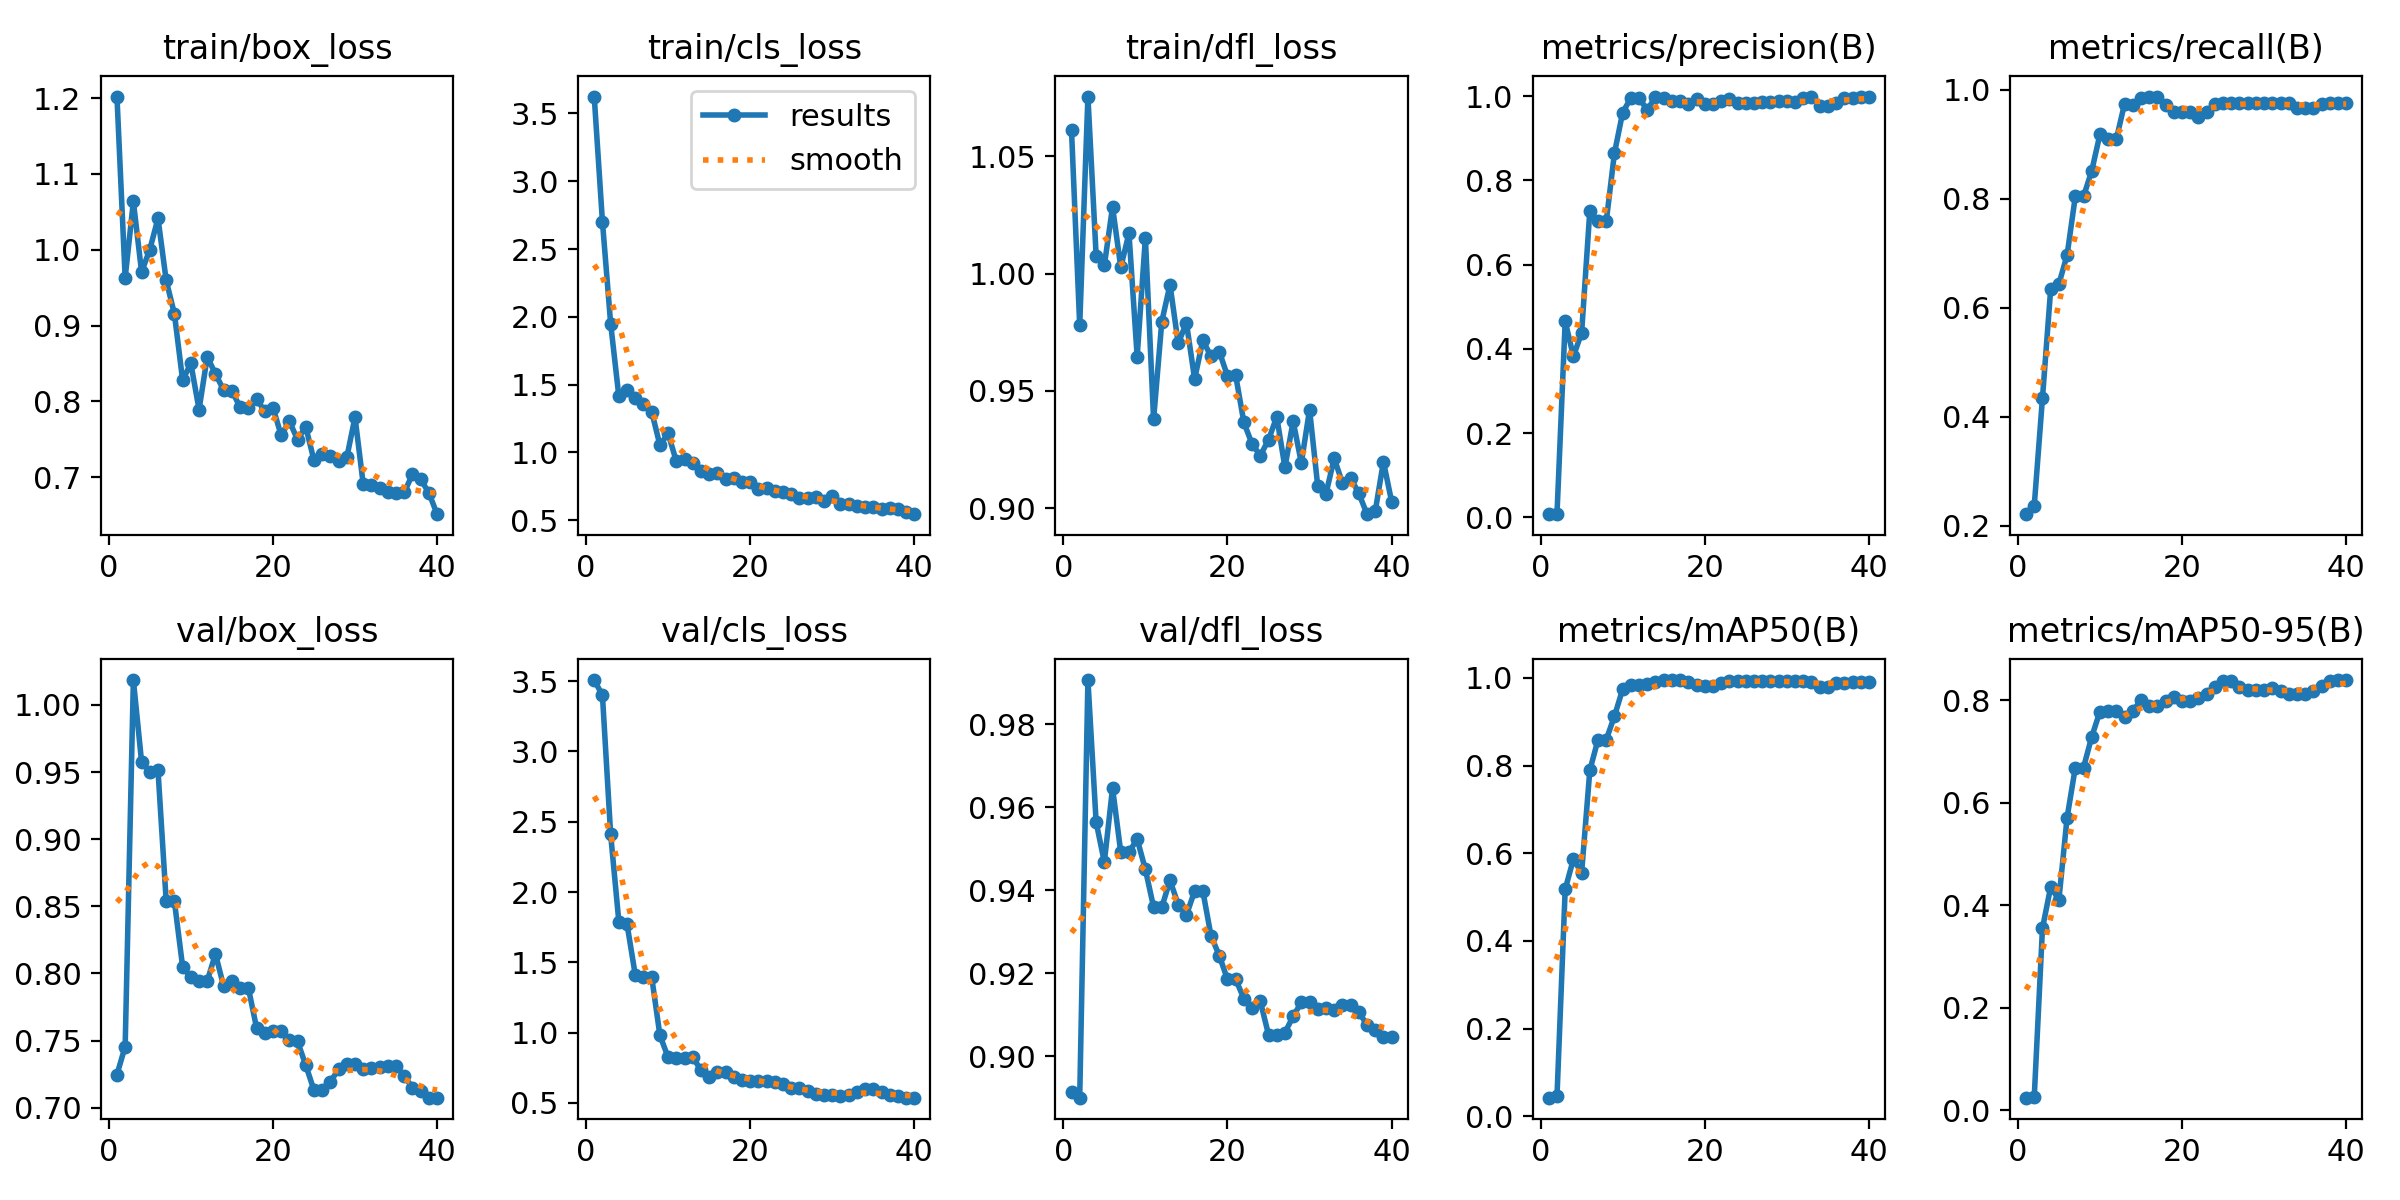 train/box_loss
1.2
1.1
1.0
0.9
0.8
0.7
0 20 40
train/cls_loss
results
smooth
3.5
3.0
2.5
2.0
1.5
1.0
0.5
0 20 40
train/dfl_loss
1.05
1.00
0.95
0.90
0 20 40
metrics/precision(B)
1.0
0.8
0.6
0.4
0.2
0.0
0 20 40
metrics/recall(B)
1.0
0.8
0.6
0.4
0.2
0 20 40
val/box_loss
1.00
0.95
0.90
0.85
0.80
0.75
0.70
0 20 40
val/cls_loss
3.5
3.0
2.5
2.0
1.5
1.0
0.5
0 20 40
val/dfl_loss
0.98
0.96
0.94
0.92
0.90
0 20 40
metrics/mAP50(B)
1.0
0.8
0.6
0.4
0.2
0.0
0 20 40
metrics/mAP50-95(B)
0.8
0.6
0.4
0.2
0.0
0 20 40